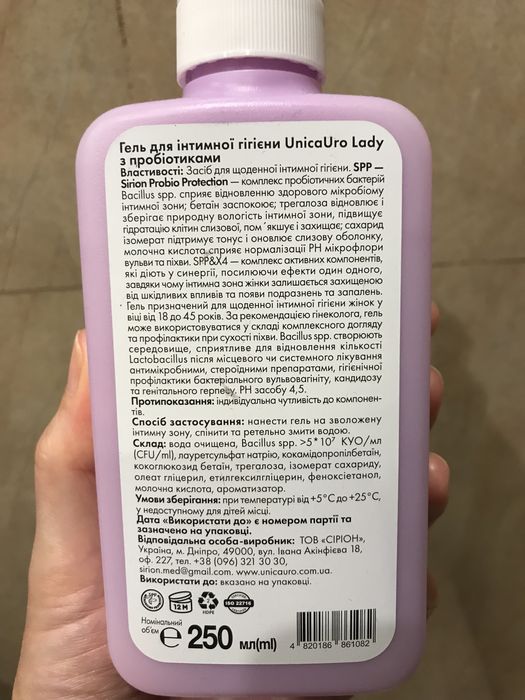 Гель для інтимної гігієни UnicaUro Lady
з пробіотиками
Властивості: Засіб для щоденної інтимної гігієни. SPP —
Sirion Probio Protection — комплекс пробіотичних бактерій
Bacillus spp. сприяє відновленню здорового мікробіому
інтимної зони; бетаїн заспокоює; трегалоза відновлює і
зберігає природну вологість інтимної зони, підвищує
гідратацію клітин слизової, пом´якшує і захищає; сахарид
ізомерат підтримує тонус і оновлює слизову оболонку,
молочна кислота сприяє нормалізації PH мікрофлори
вульви та піхви. SPP&X4 — комплекс активних компонентів,
які діють у синергії, посилюючи ефекти один одного,
завдяки чому інтимна зона жінки залишається захищеною
від шкідливих впливів та появи подразнень та запалень.
Гель призначений для щоденної інтимної гігієни жінок у
віці від 18 до 45 років. За рекомендацією гінеколога, гель
може використовуватися у складі комплексного догляду
та профілактики при сухості піхви. Bacillus spp. створюють
середовище, сприятливе для відновлення кількості
Lactobacillus після місцевого чи системного лікування
антимікробними, стероїдними препаратами, гігієнічної
профілактики бактеріального вульвовагініту, кандидозу
та генітального герпесу. PH засобу 4,5.
Протипоказання: індивідуальна чутливість до компонен-
тів.
Спосіб застосування: нанести гель на зволожену
інтимну зону, спінити та ретельно змити водою.
Склад: вода очищена, Bacillus spp. >5*10⁷ КУО/мл
(CFU/ml), лауретсульфат натрію, кокамідопропілбетаїн,
кокоглюкозид бетаїн, трегалоза, ізомерат сахариду,
олеат гліцерил, етилгексилгліцерин, феноксіетанол,
молочна кислота, ароматизатор.
Умови зберігання: при температурі від +5°С до +25°С,
у недоступному для дітей місці.
Дата «Використати до» є номером партії та
зазначено на упаковці.
Відповідальна особа-виробник: ТОВ «СІРІОН»,
Україна, м. Дніпро, 49000, вул. Івана Акінфієва 18,
оф. 227, тел. +38 (096) 321 30 30,
sirion.med@gmail.com. www.unicauro.com.ua
Використати до: вказано на упаковці.
12 M
2
HDPE
ISO 22716
Номінальний
об'єм
℮ 250 мл(ml)
4 820186 861082